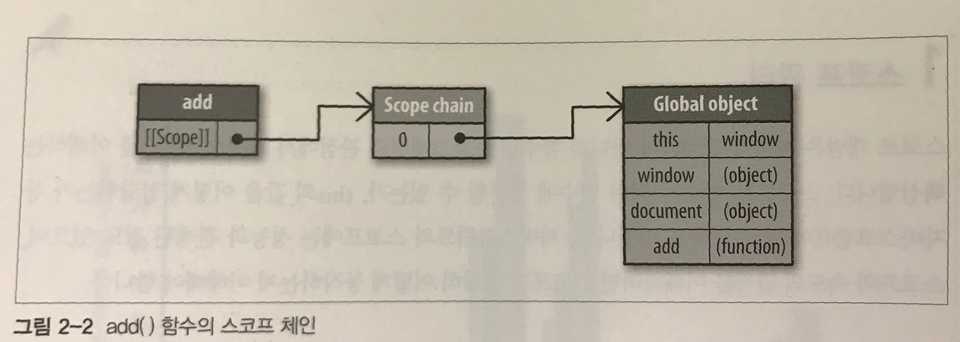 add
[[Scope]]
Scope chain
0
Global object
this window
window (object)
document (object)
add (function)
그림 2-2 add( ) 함수의 스코프 체인